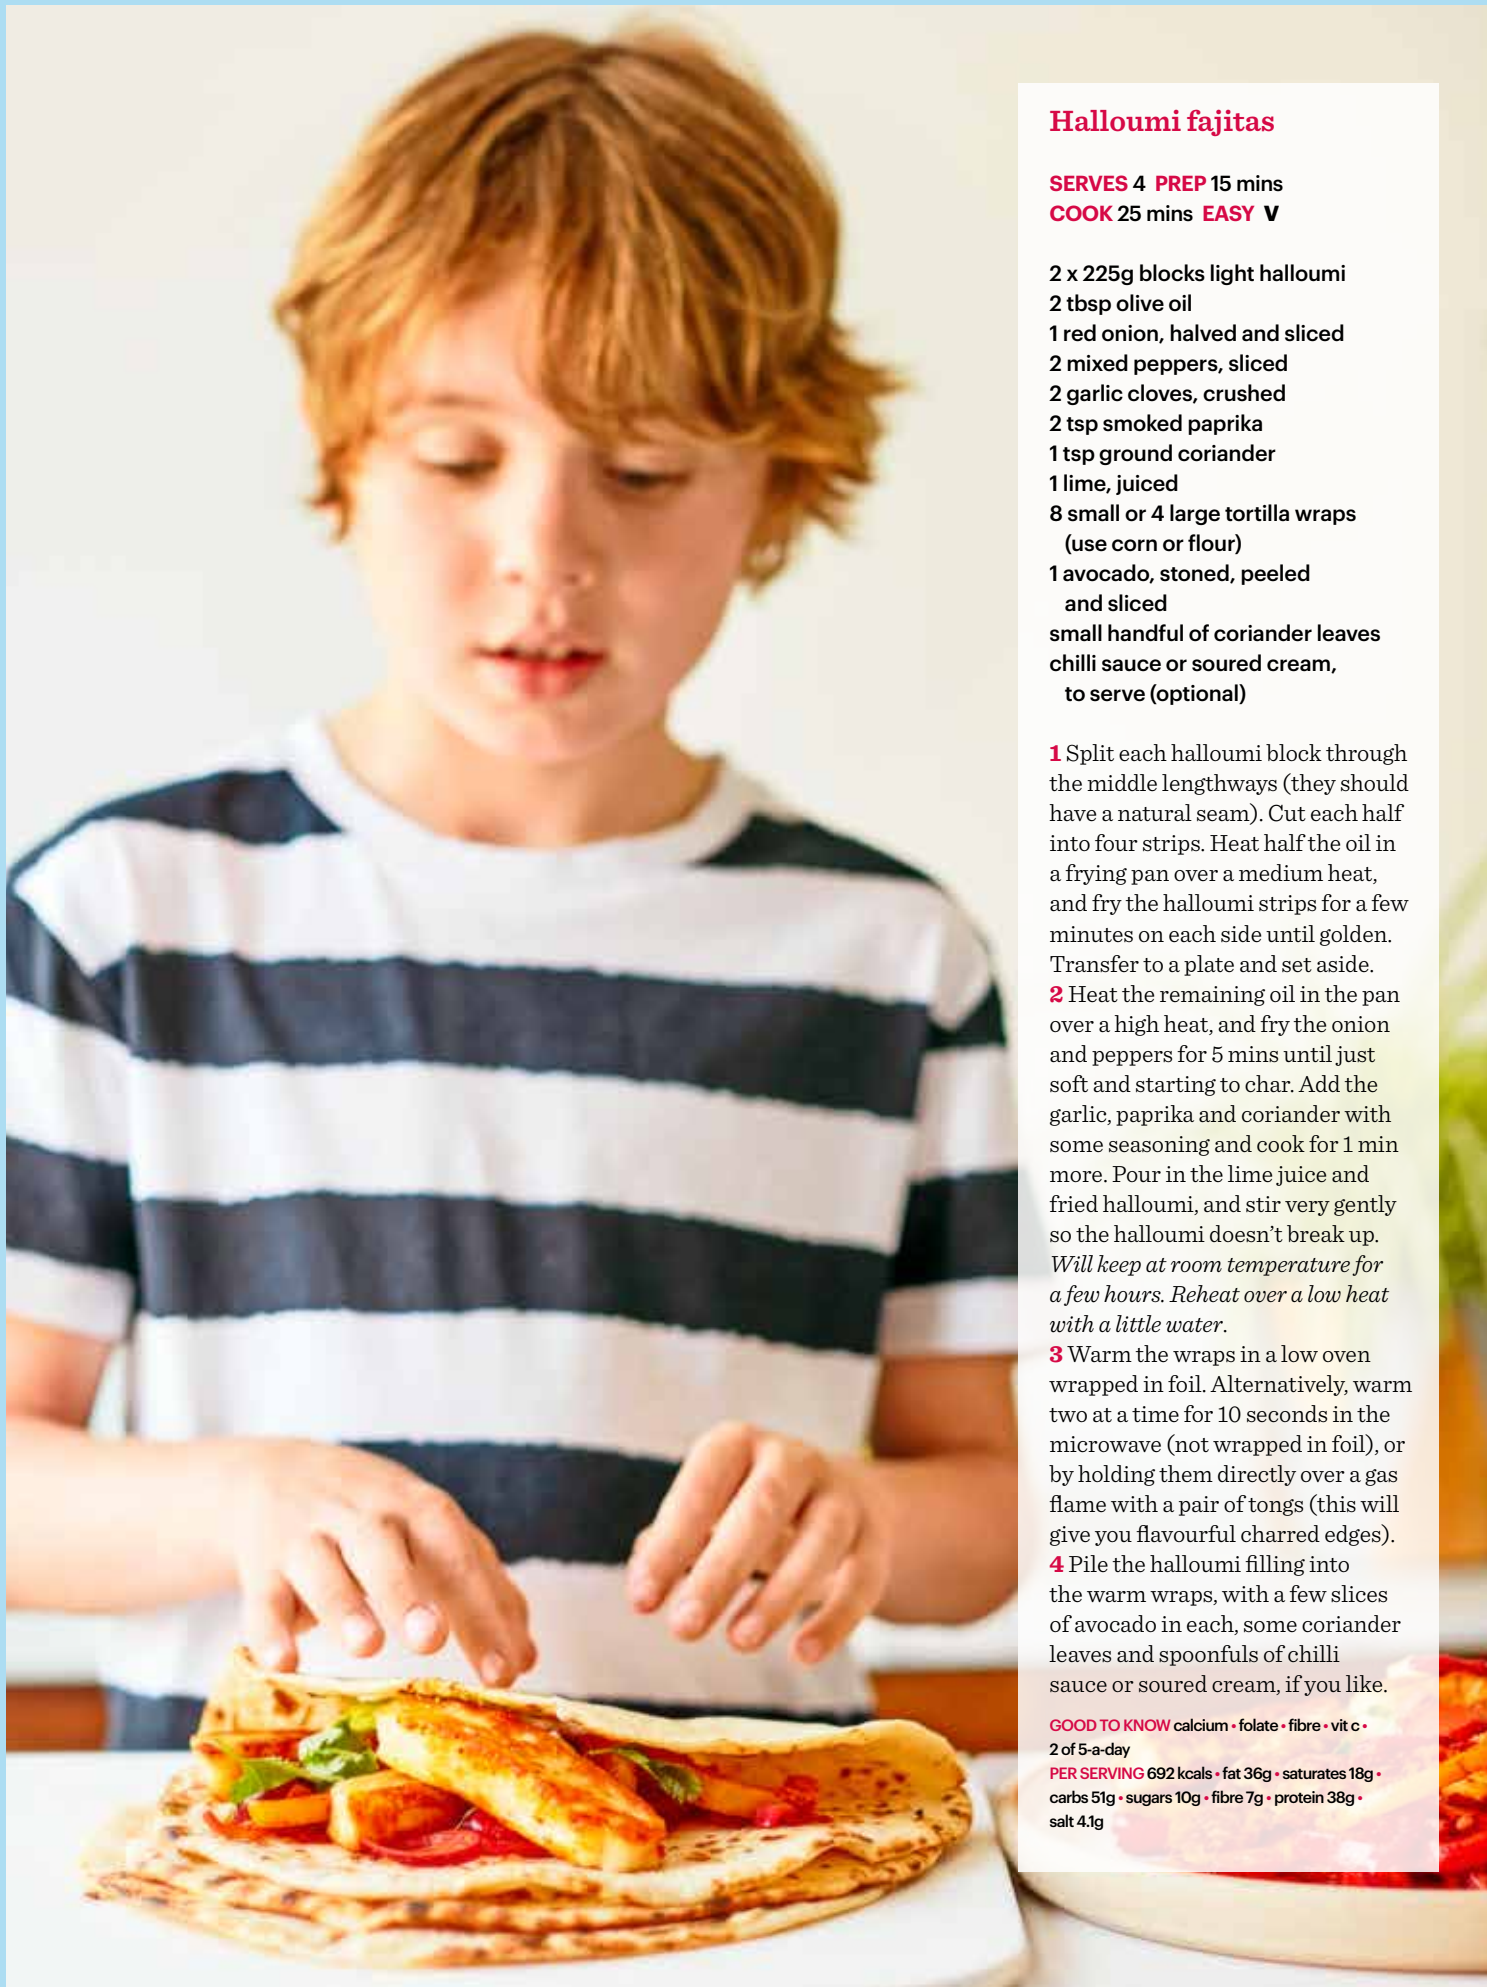 Halloumi fajitas
SERVES 4 PREP 15 mins
COOK 25 mins EASY V
2 x 225g blocks light halloumi
2 tbsp olive oil
1 red onion, halved and sliced
2 mixed peppers, sliced
2 garlic cloves, crushed
2 tsp smoked paprika
1 tsp ground coriander
1 lime, juiced
8 small or 4 large tortilla wraps
(use corn or flour)
1 avocado, stoned, peeled
and sliced
small handful of coriander leaves
chilli sauce or soured cream,
to serve (optional)
1 Split each halloumi block through
the middle lengthways (they should
have a natural seam). Cut each half
into four strips. Heat half the oil in
a frying pan over a medium heat,
and fry the halloumi strips for a few
minutes on each side until golden.
Transfer to a plate and set aside.
2 Heat the remaining oil in the pan
over a high heat, and fry the onion
and peppers for 5 mins until just
soft and starting to char. Add the
garlic, paprika and coriander with
some seasoning and cook for 1 min
more. Pour in the lime juice and
fried halloumi, and stir very gently
so the halloumi doesn’t break up.
Will keep at room temperature for
a few hours. Reheat over a low heat
with a little water.
3 Warm the wraps in a low oven
wrapped in foil. Alternatively, warm
two at a time for 10 seconds in the
microwave (not wrapped in foil), or
by holding them directly over a gas
flame with a pair of tongs (this will
give you flavourful charred edges).
4 Pile the halloumi filling into
the warm wraps, with a few slices
of avocado in each, some coriander
leaves and spoonfuls of chilli
sauce or soured cream, if you like.
GOOD TO KNOW calcium • folate • fibre • vit c •
2 of 5-a-day
PER SERVING 692 kcals • fat 36g • saturates 18g •
carbs 51g • sugars 10g • fibre 7g • protein 38g •
salt 4.1g